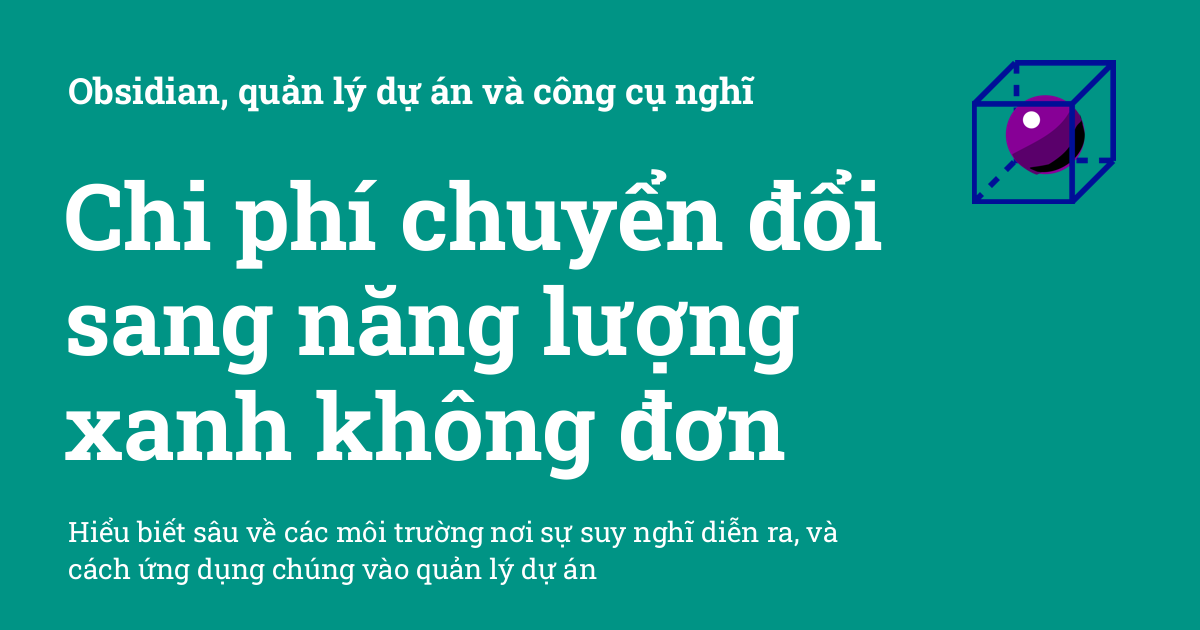 Obsidian, quản lý dự án và công cụ nghĩ
Chi phí chuyển đổi
sang năng lượng
xanh không đơn
Hiểu biết sâu về các môi trường nơi sự suy nghĩ diễn ra, và
cách ứng dụng chúng vào quản lý dự án